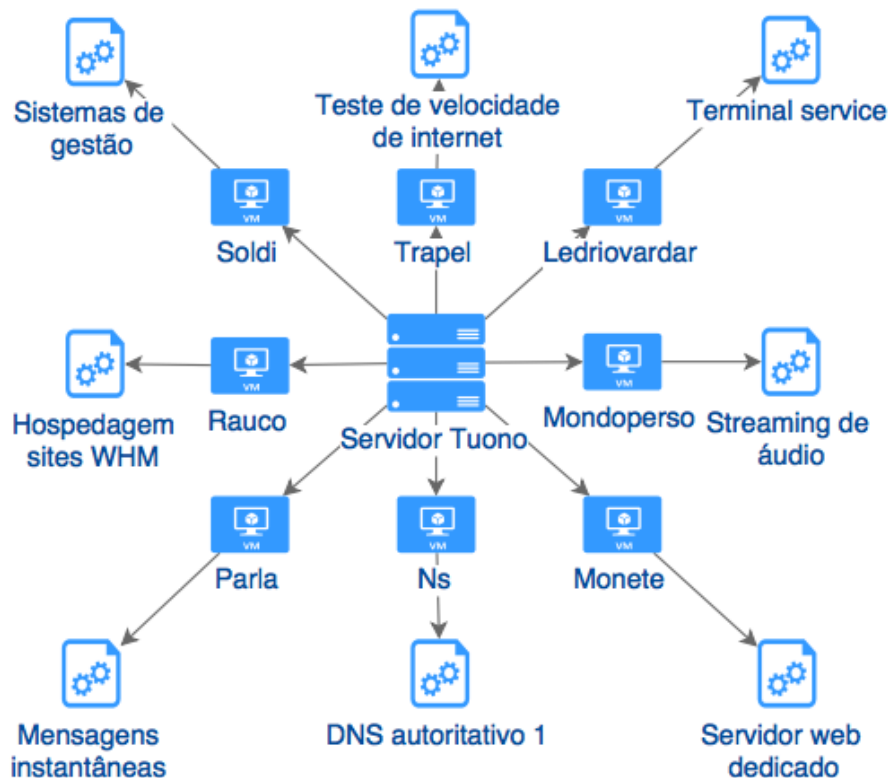 Sistemas de
gestão
Teste de velocidade
de internet
Terminal service
VM
Soldi
VM
Trapel
VM
Ledriovardar
Hospedagem
sites WHM
VM
Rauco
Servidor Tuono
VM
Mondoperso
Streaming de
áudio
VM
Parla
VM
Ns
VM
Monete
Mensagens
instantâneas
DNS autoritativo 1
Servidor web
dedicado